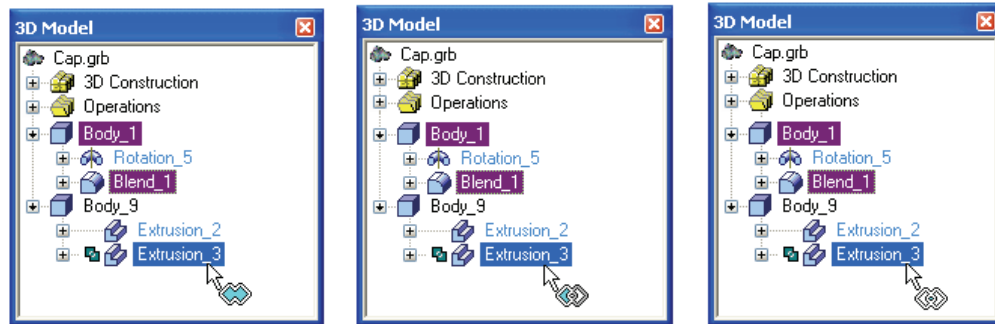 3D Model
Cap.grb
3D Construction
Operations
Body_1
Rotation_5
Blend_1
Body_9
Extrusion_2
Extrusion_3
3D Model
Cap.grb
3D Construction
Operations
Body_1
Rotation_5
Blend_1
Body_9
Extrusion_2
Extrusion_3
3D Model
Cap.grb
3D Construction
Operations
Body_1
Rotation_5
Blend_1
Body_9
Extrusion_2
Extrusion_3